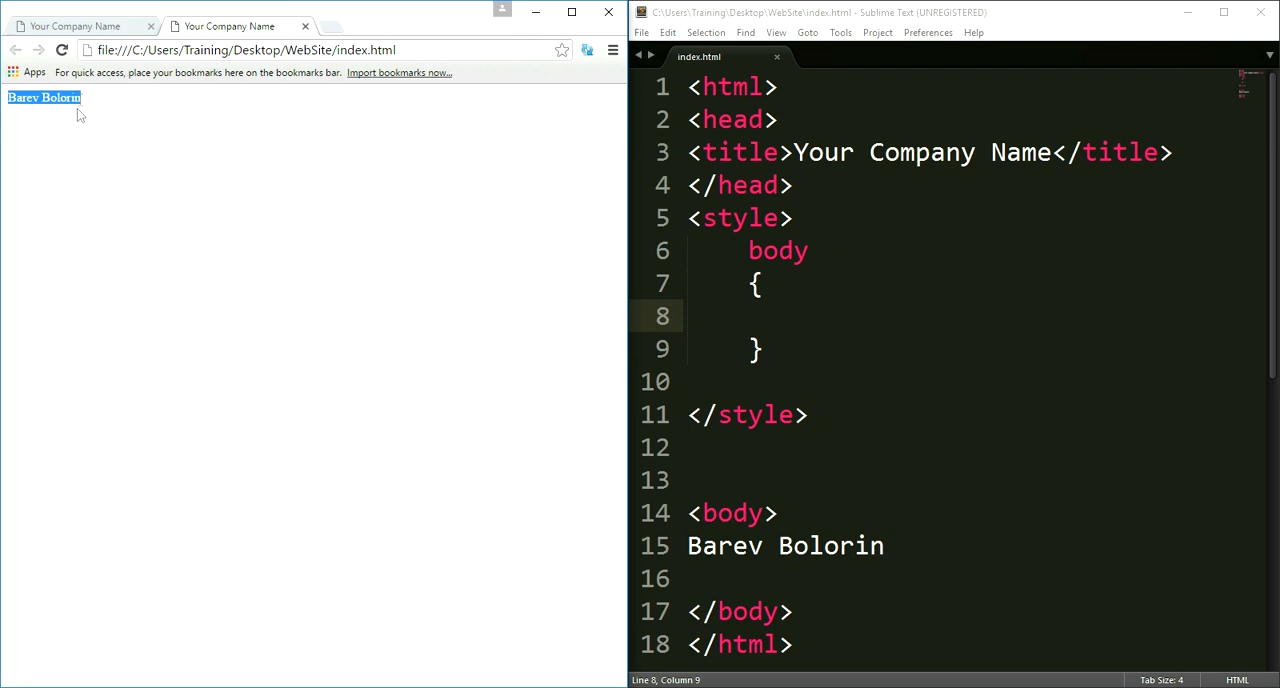 Your Company Name
Your Company Name
file:///C:/Users/Training/Desktop/WebSite/index.html
Apps For quick access, place your bookmarks here on the bookmarks bar. Import bookmarks now...
Barev Bolorin
C:\Users\Training\Desktop\WebSite\index.html - Sublime Text (UNREGISTERED)
File Edit Selection Find View Goto Tools Project Preferences Help
index.html
1 <html>
2 <head>
3 <title>Your Company Name</title>
4 </head>
5 <style>
6 body
7 {
8
9 }
10
11 </style>
12
13
14 <body>
15 Barev Bolorin
16
17 </body>
18 </html>
Line 8, Column 9 Tab Size: 4 HTML